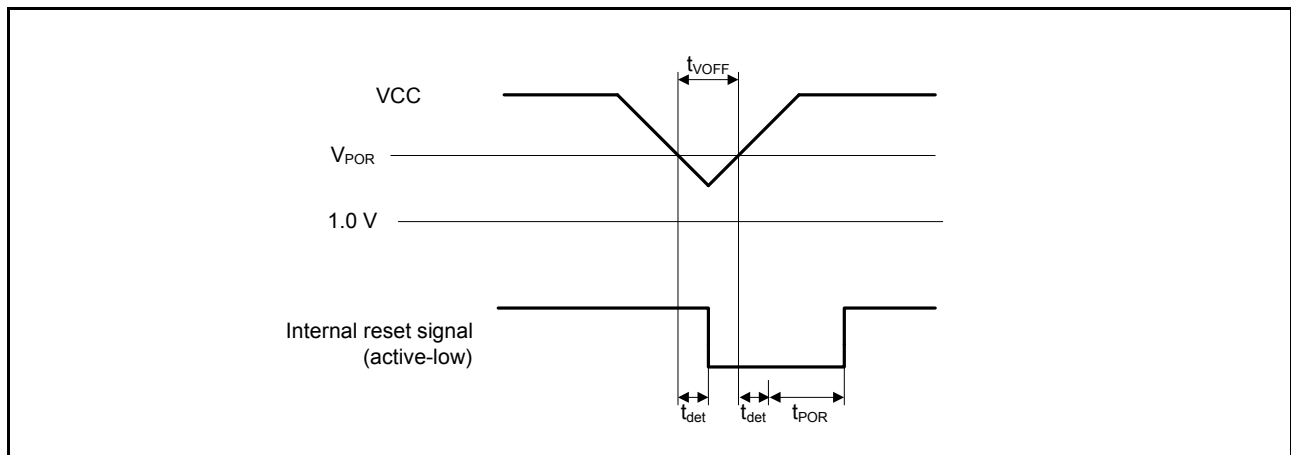 tVOFF
VCC
VPOR
1.0 V
Internal reset signal
(active-low)
tdet
tdet
tPOR